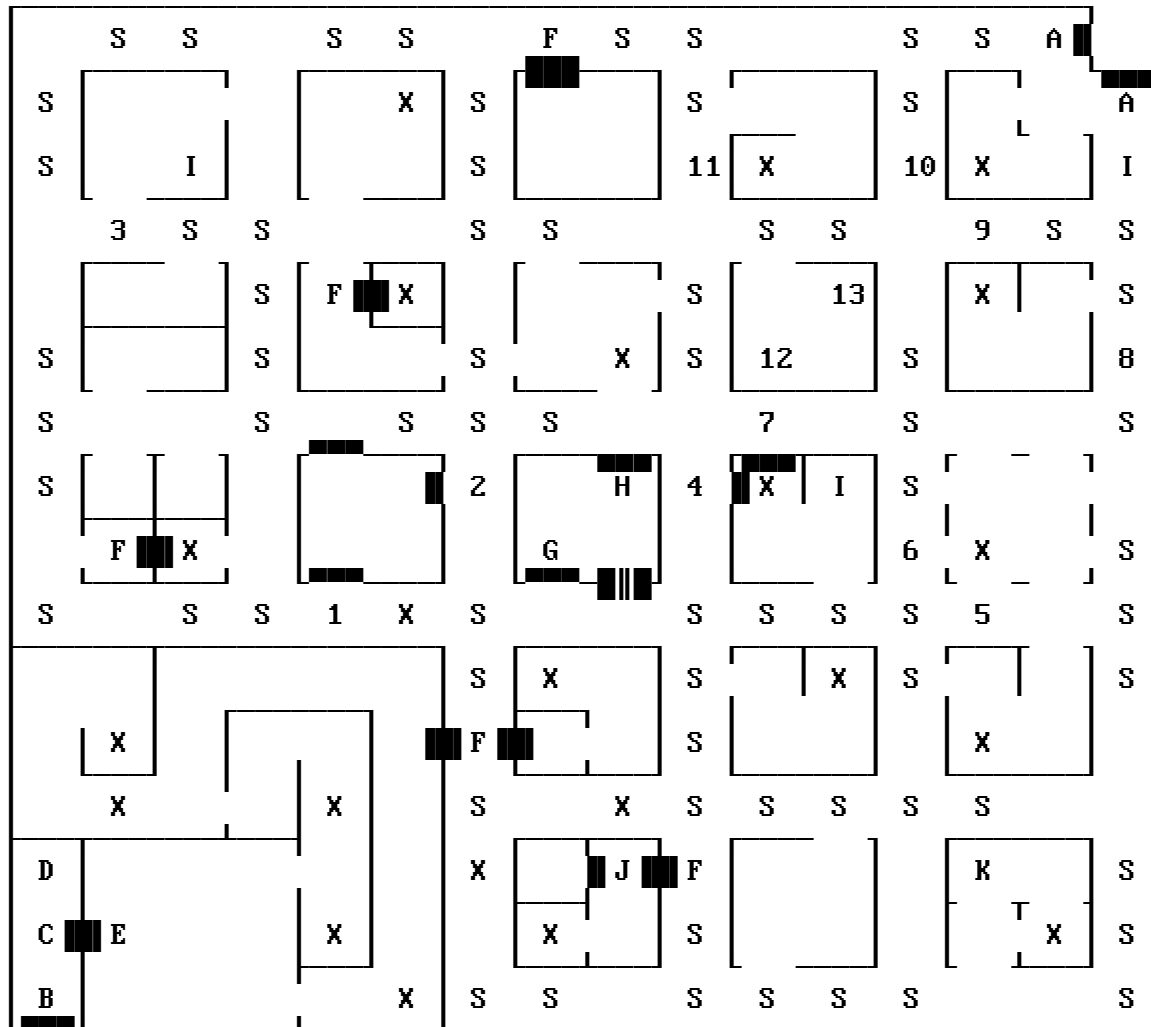 S S S S F S S S S A
S X S S S A
S I S 11 X 10 X I
3 S S S S S S 9 S S
S F X S 13 X S
S S S X S 12 S 8
S S S S S 7 S S
S 2 H 4 X I S
F X G 6 X S
S S S 1 X S S S S S 5 S
S X S X S S
X F S X
X X S X S S S S S
D X J F K S
C E X X S X S
B X S S S S S S S